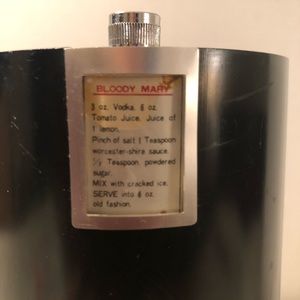 BLOODY MARY
3 oz. Vodka. 6 oz.
Tomato Juice. Juice of
1 lemon.
Pinch of salt 1 Teaspoon
worcester-shire sauce.
1/2 Teaspoon powdered
sugar.
MIX with cracked ice.
SERVE into 6 oz.
old fashion.